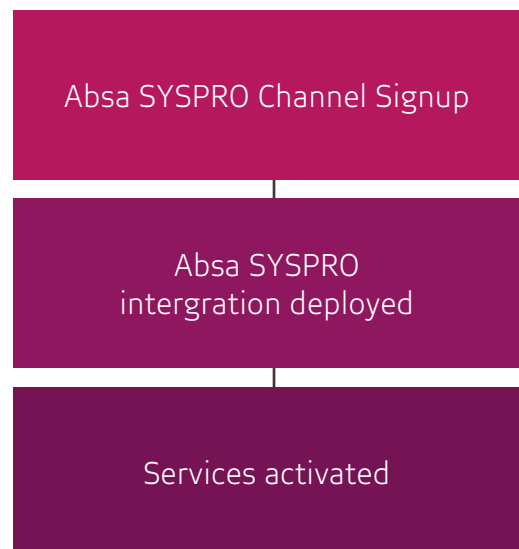 Absa SYSPRO Channel Signup
Absa SYSPRO
intergration deployed
Services activated